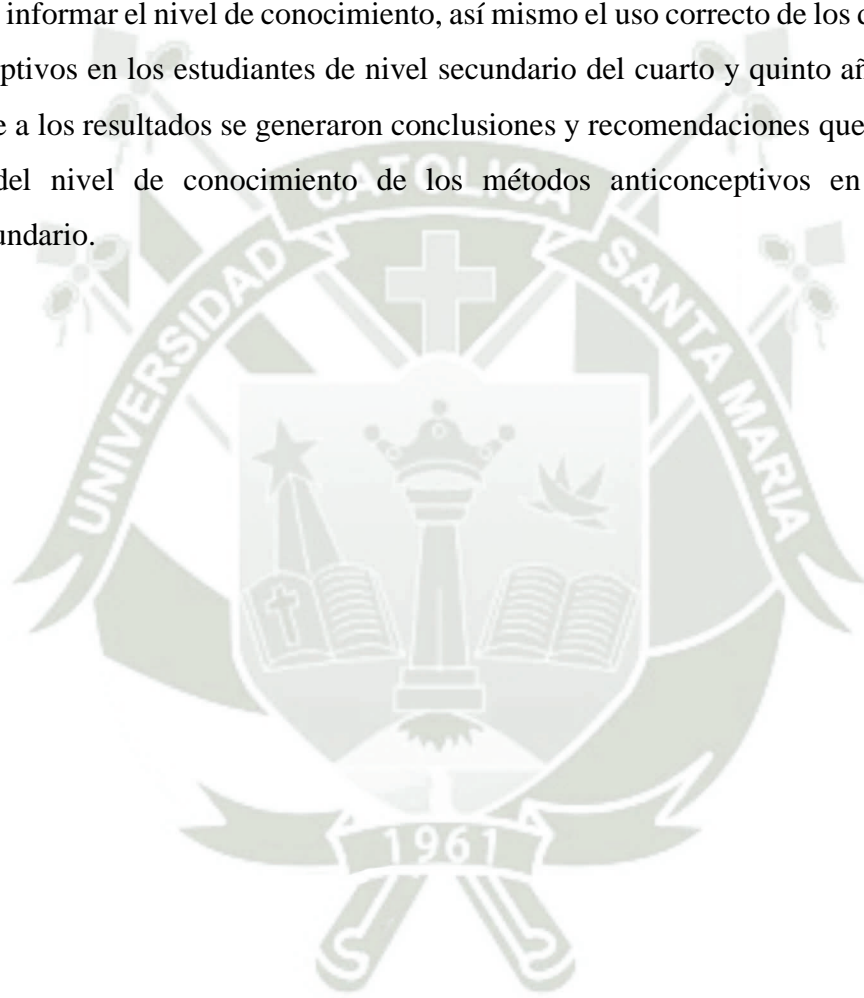 informar el nivel de conocimiento, así mismo el uso correcto de los
ptivos en los estudiantes de nivel secundario del cuarto y quinto añ
e a los resultados se generaron conclusiones y recomendaciones que
del nivel de conocimiento de los métodos anticonceptivos en
undario.
UNIVERSIDAD CATOLICA SANTA MARIA
1961